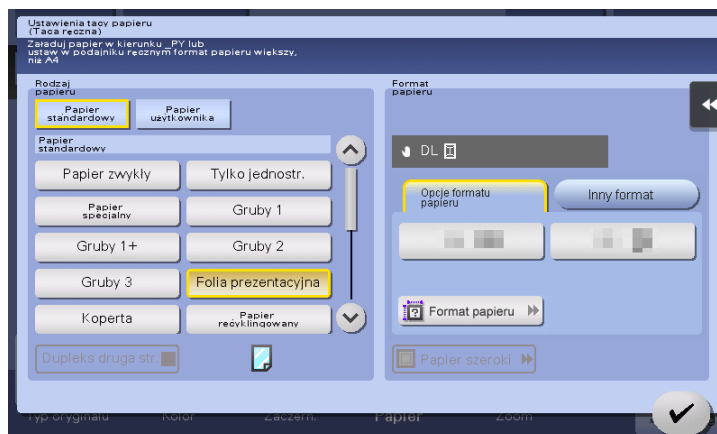 Ustawienia tacy papieru
(Taca ręczna)
Załaduj papier w kierunku _PY lub
ustaw w podajniku ręcznym format papieru większy,
niż A4
Rodzaj
papieru
Papier
standardowy
Papier
użytkownika
Papier
standardowy
Papier zwykły
Tylko jednostr.
Papier
specjalny
Gruby 1
Gruby 1+
Gruby 2
Gruby 3
Folia prezentacyjna
Koperta
Papier
recyklingowany
Dupleks druga str.
Format
papieru
DL
Opcje formatu
papieru
Inny format
Format papieru
Papier szeroki
Typ oryginału
Kolor
Zaczern.
Papier
Zoom